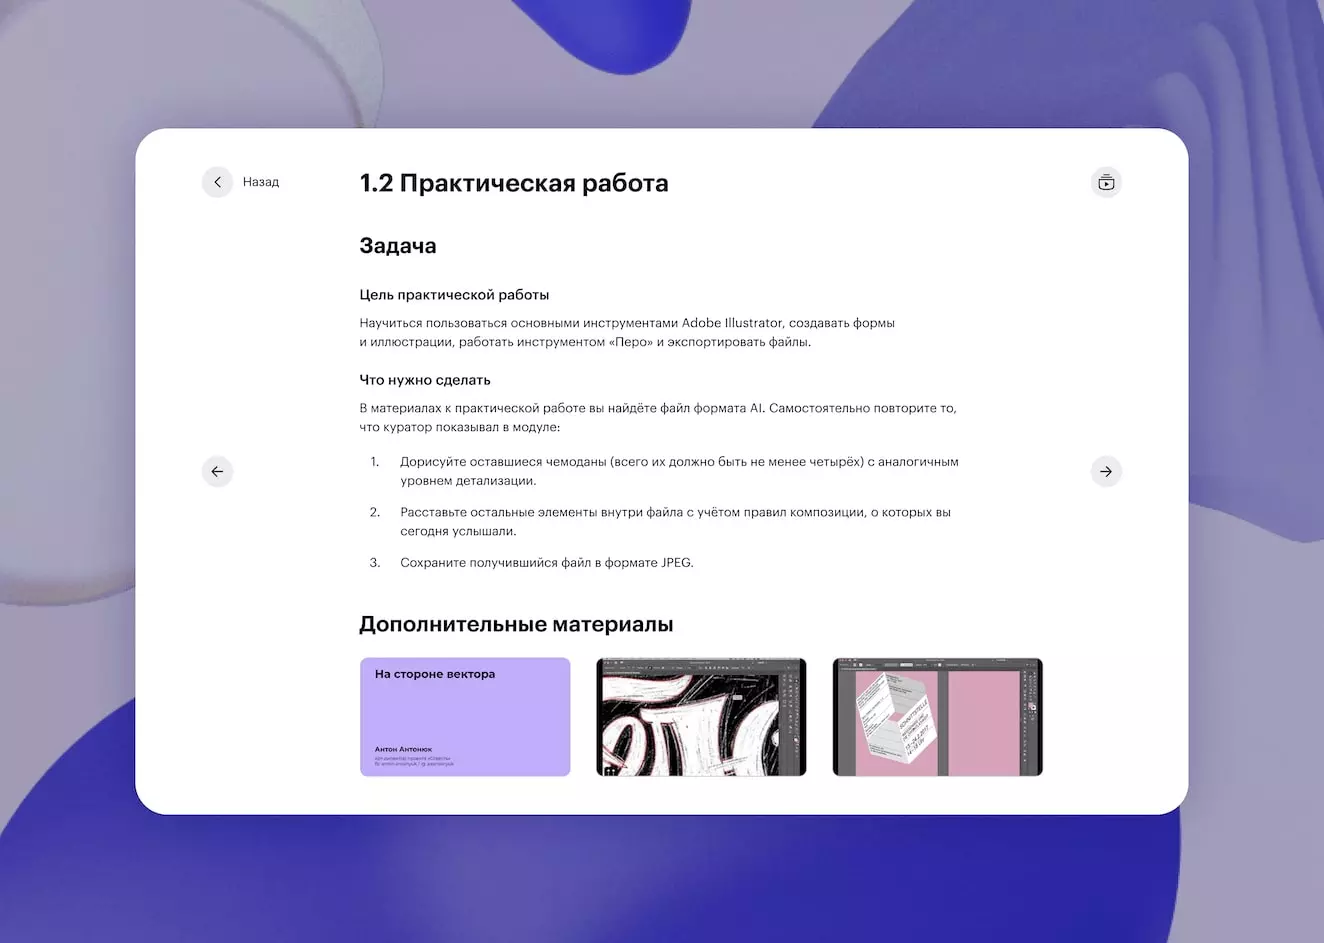 Назад
1.2 Практическая работа
Задача
Цель практической работы
Научиться пользоваться основными инструментами Adobe Illustrator, создавать формы
и иллюстрации, работать инструментом «Перо» и экспортировать файлы.
Что нужно сделать
В материалах к практической работе вы найдёте файл формата AI. Самостоятельно повторите то,
что куратор показывал в модуле:
1. Дорисуйте оставшиеся чемоданы (всего их должно быть не менее четырёх) с аналогичным
уровнем детализации.
2. Расставьте остальные элементы внутри файла с учётом правил композиции, о которых вы
сегодня услышали.
3. Сохраните получившийся файл в формате JPEG.
Дополнительные материалы
На стороне вектора
Антон Антонюк